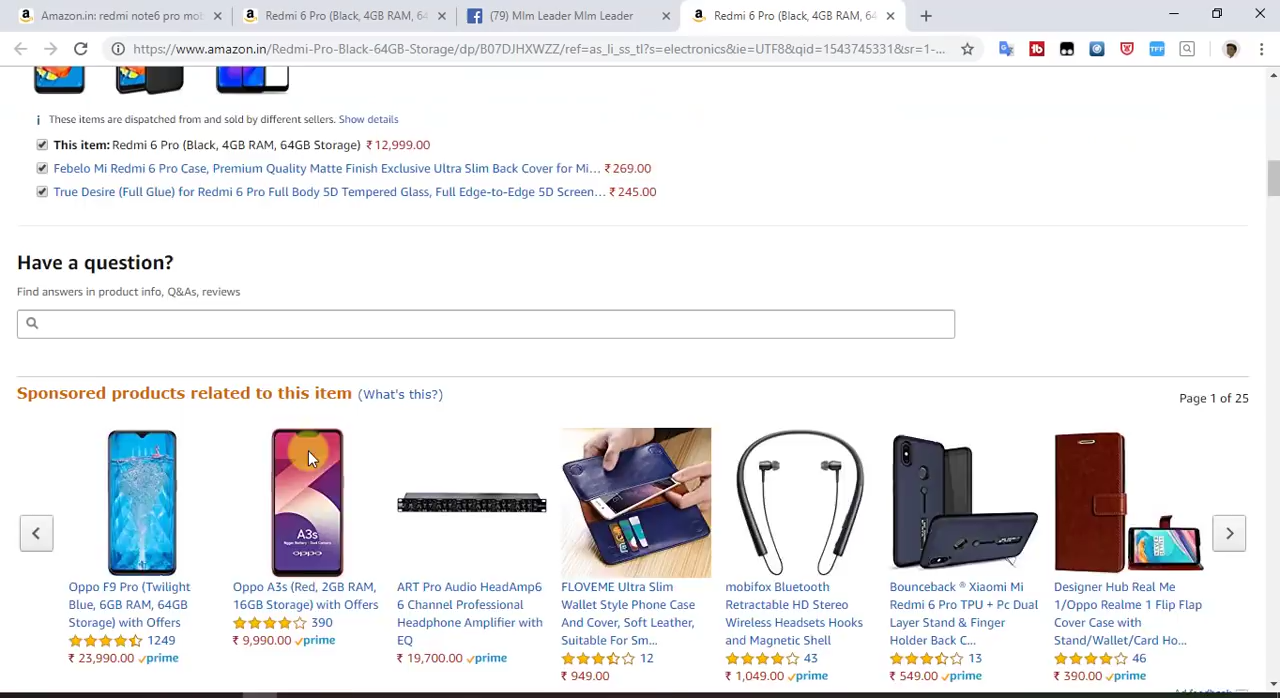 Amazon.in: redmi note6 pro mob
Redmi 6 Pro (Black, 4GB RAM, 64
(79) Mlm Leader Mlm Leader
Redmi 6 Pro (Black, 4GB RAM, 64
https://www.amazon.in/Redmi-Pro-Black-64GB-Storage/dp/B07DJHXWZZ/ref=as_li_ss_tl?s=electronics&ie=UTF8&qid=1543745331&sr=1-...
These items are dispatched from and sold by different sellers. Show details
This item: Redmi 6 Pro (Black, 4GB RAM, 64GB Storage) ₹ 12,999.00
Febelo Mi Redmi 6 Pro Case, Premium Quality Matte Finish Exclusive Ultra Slim Back Cover for Mi... ₹ 269.00
True Desire (Full Glue) for Redmi 6 Pro Full Body 5D Tempered Glass, Full Edge-to-Edge 5D Screen... ₹ 245.00
Have a question?
Find answers in product info, Q&As, reviews
Sponsored products related to this item (What's this?)
Page 1 of 25
A3s
Bigger Battery · Dual Camera
oppo
Oppo F9 Pro (Twilight
Blue, 6GB RAM, 64GB
Storage) with Offers
1249
₹ 23,990.00 prime
Oppo A3s (Red, 2GB RAM,
16GB Storage) with Offers
390
₹ 9,990.00 prime
ART Pro Audio HeadAmp6
6 Channel Professional
Headphone Amplifier with
EQ
₹ 19,700.00 prime
FLOVEME Ultra Slim
Wallet Style Phone Case
And Cover, Soft Leather,
Suitable For Sm...
12
₹ 949.00
mobifox Bluetooth
Retractable HD Stereo
Wireless Headsets Hooks
and Magnetic Shell
43
₹ 1,049.00 prime
Bounceback ® Xiaomi Mi
Redmi 6 Pro TPU + Pc Dual
Layer Stand & Finger
Holder Back C...
13
₹ 549.00 prime
Designer Hub Real Me
1/Oppo Realme 1 Flip Flap
Cover Case with
Stand/Wallet/Card Ho...
46
₹ 390.00 prime
Ad feedback